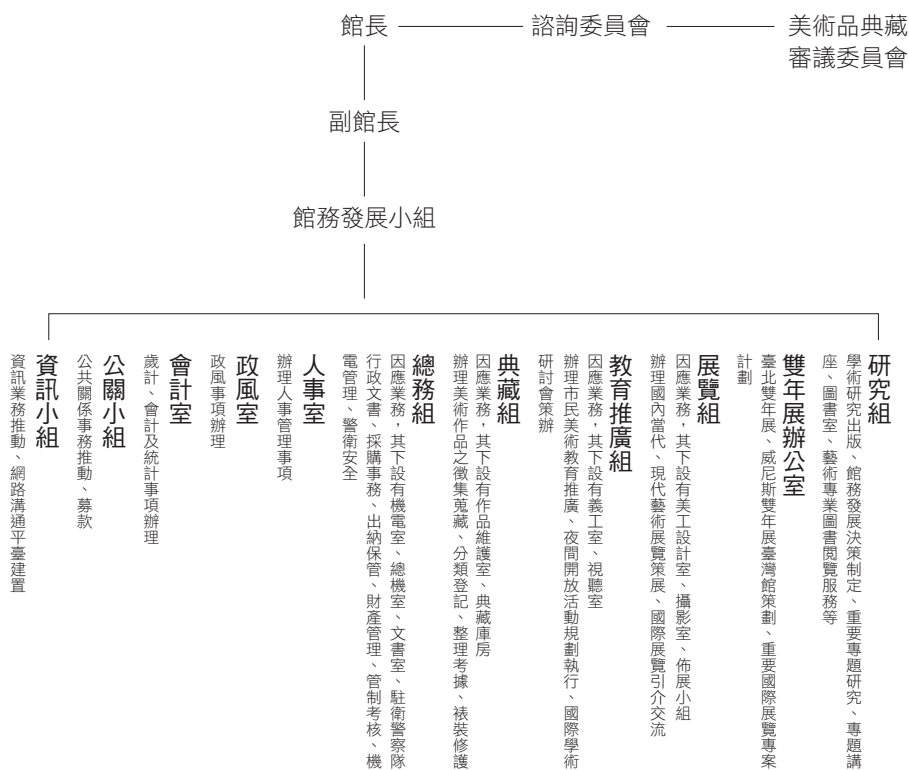 館長
諮詢委員會
美術品典藏
審議委員會
副館長
館務發展小組
研究組
學術研究出版、館務發展決策制定、重要專題研究、專題講
座、圖書室、藝術專業圖書閱覽服務等
雙年展辦公室
臺北雙年展、威尼斯雙年展臺灣館策劃、重要國際展覽專案
計劃
展覽組
因應業務，其下設有美工設計室、攝影室、佈展小組
辦理國內當代、現代藝術展覽策展、國際展覽引介交流
教育推廣組
因應業務，其下設有義工室、視聽室
辦理市民美術教育推廣、夜間開放活動規劃執行、國際學術
研討會策辦
典藏組
因應業務，其下設有作品維護室、典藏庫房
辦理美術作品之徵集蒐藏、分類登記、整理考據、裱裝修護
總務組
因應業務，其下設有機電室、總機室、文書室、駐衛警察隊
行政文書、採購事務、出納保管、財產管理、管制考核、機
電管理、警衛安全
人事室
辦理人事管理事項
政風室
政風事項辦理
會計室
歲計、會計及統計事項辦理
公關小組
公共關係事務推動、募款
資訊小組
資訊業務推動、網路溝通平臺建置